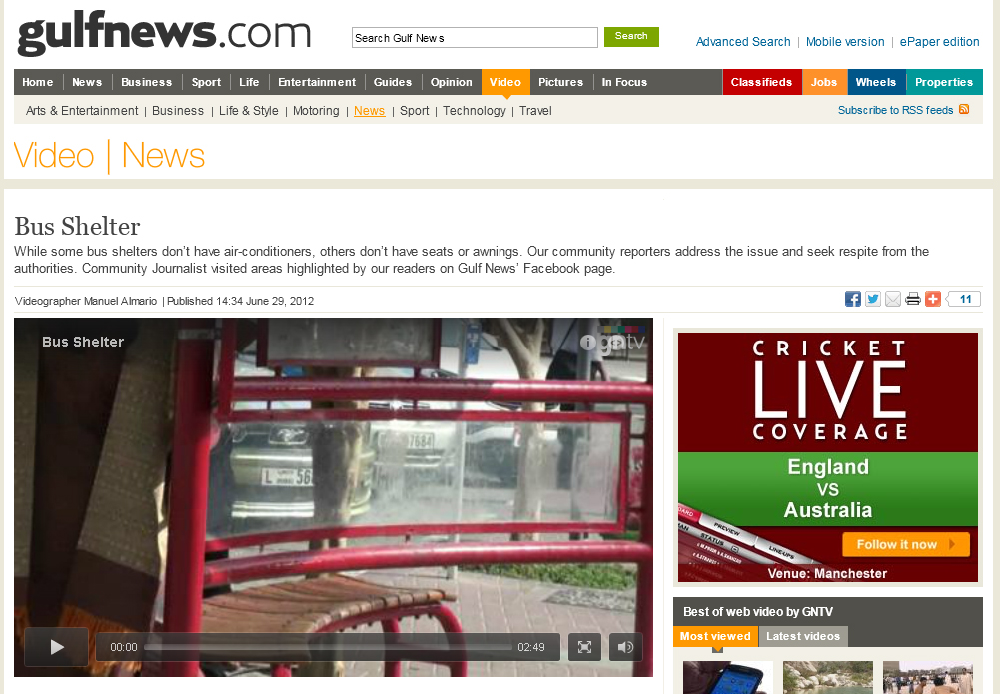 gulfnews.com
Search Gulf News
Search
Advanced Search | Mobile version | ePaper edition
Home | News | Business | Sport | Life | Entertainment | Guides | Opinion Video Pictures | In Focus Classifieds Jobs Wheels Properties
Arts & Entertainment | Business | Life & Style | Motoring | News | Sport | Technology | Travel
Subscribe to RSS feeds
Video | News
Bus Shelter
While some bus shelters don't have air-conditioners, others don't have seats or awnings. Our community reporters address the issue and seek respite from the
authorities. Community Journalist visited areas highlighted by our readers on Gulf News' Facebook page.
Videographer Manuel Almario | Published 14:34 June 29, 2012
11
Bus Shelter
gntv
7684
L 56
00:00
02:49
CRICKET
LIVE
COVERAGE
England
VS
Australia
PREVIEW
STATUS
LINE-UPS
Follow it now
Venue: Manchester
Best of web video by GNTV
Most viewed
Latest videos